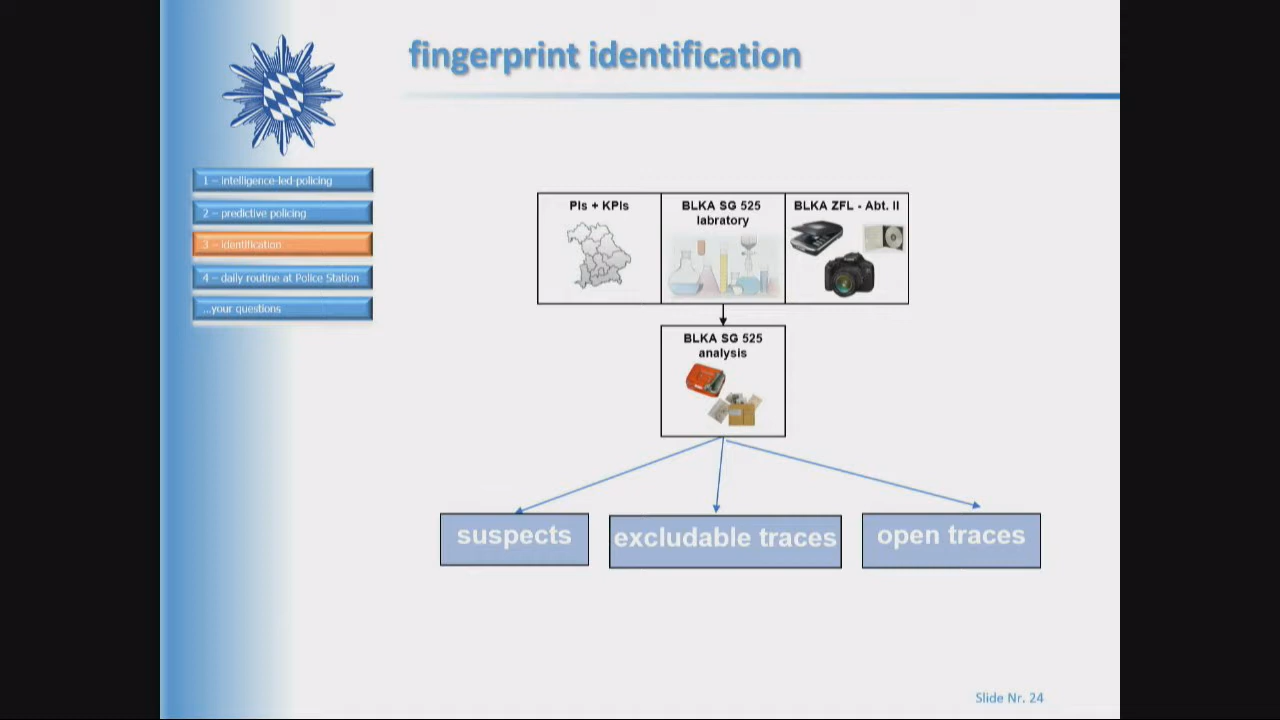 fingerprint identification
1 – intelligence-led-policing
2 – predictive policing
3 – identification
4 – daily routine at Police Station
...your questions
PIs + KPIs
BLKA SG 525
labratory
BLKA ZFL - Abt. II
BLKA SG 525
analysis
suspects
excludable traces
open traces
Slide Nr. 24